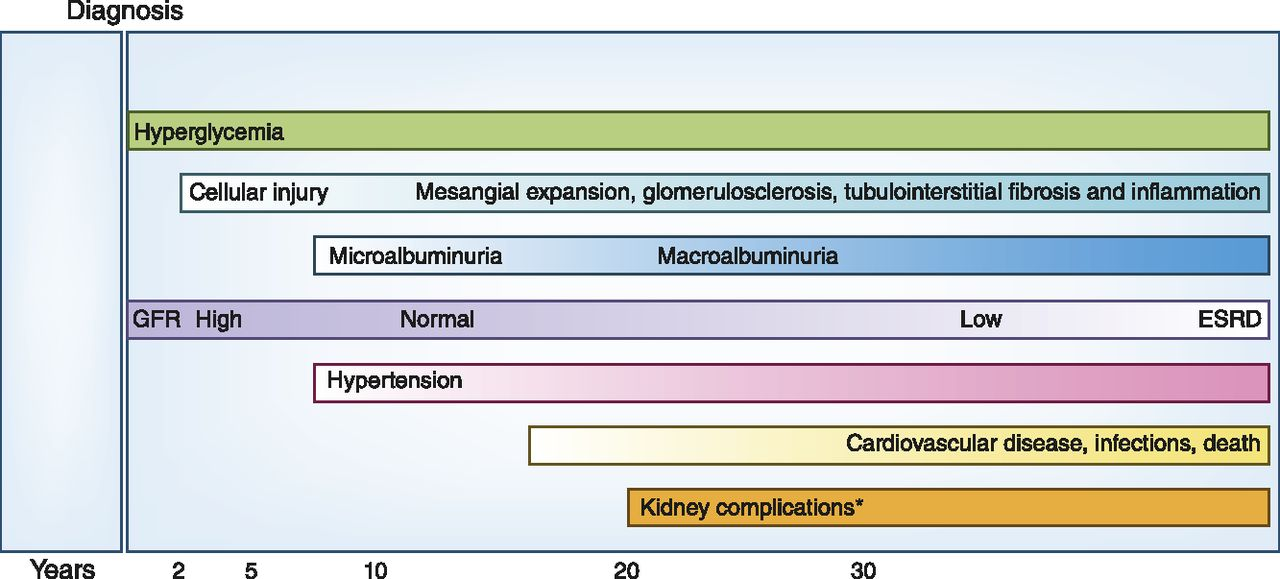 Diagnosis
Hyperglycemia
Cellular injury Mesangial expansion, glomerulosclerosis, tubulointerstitial fibrosis and inflammation
Microalbuminuria Macroalbuminuria
GFR High Normal Low ESRD
Hypertension
Cardiovascular disease, infections, death
Kidney complications*
Years 2 5 10 20 30